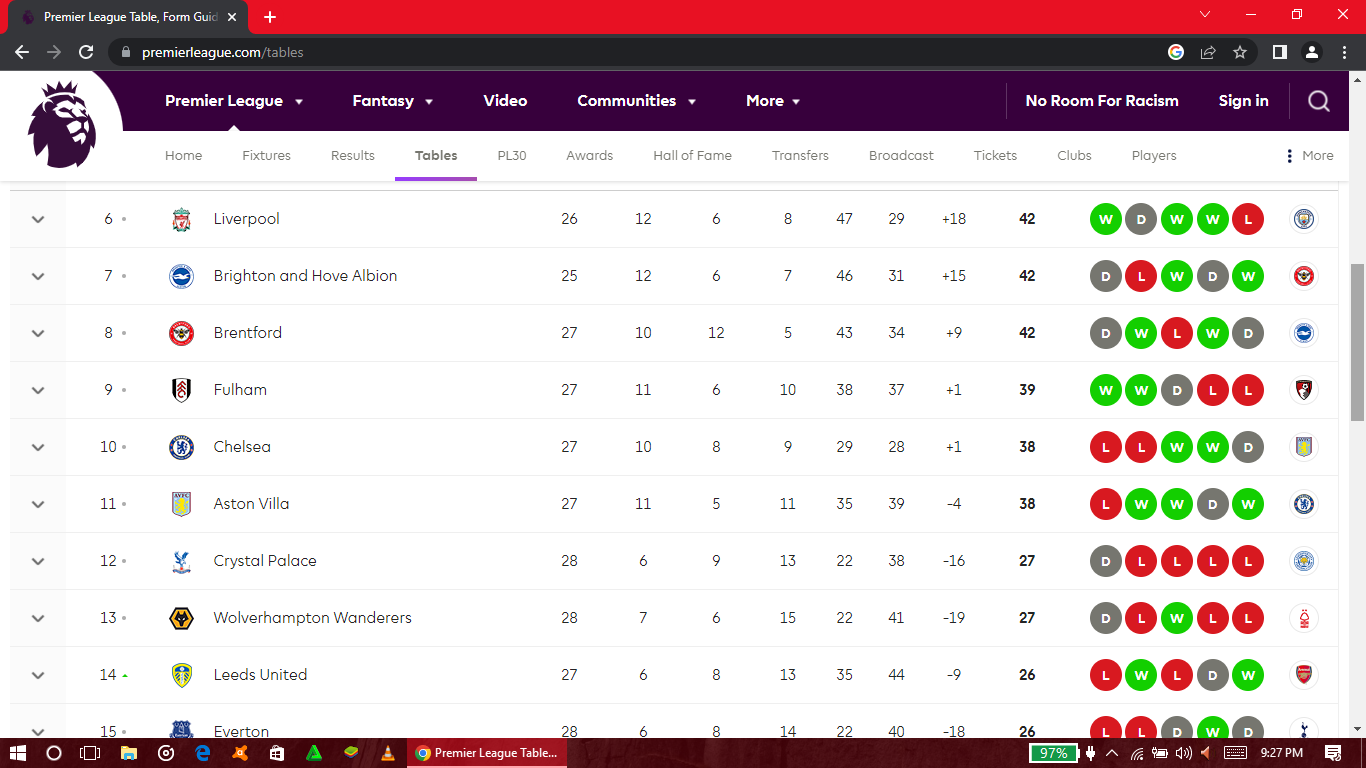 Premier League Table, Form Guid
premierleague.com/tables
Premier League Fantasy Video Communities More No Room For Racism Sign in
Home Fixtures Results Tables PL30 Awards Hall of Fame Transfers Broadcast Tickets Clubs Players More
6 Liverpool 26 12 6 8 47 29 +18 42 W D W W L
7 Brighton and Hove Albion 25 12 6 7 46 31 +15 42 D L W D W
8 Brentford 27 10 12 5 43 34 +9 42 D W L W D
9 Fulham 27 11 6 10 38 37 +1 39 W W D L L
10 Chelsea 27 10 8 9 29 28 +1 38 L L W W D
11 Aston Villa 27 11 5 11 35 39 -4 38 L W W D W
12 Crystal Palace 28 6 9 13 22 38 -16 27 D L L L L
13 Wolverhampton Wanderers 28 7 6 15 22 41 -19 27 D L W L L
14 Leeds United 27 6 8 13 35 44 -9 26 L W L D W
15 Everton 28 6 8 14 22 40 -18 26 L L D W D
Premier League Table... 97% 9:27 PM